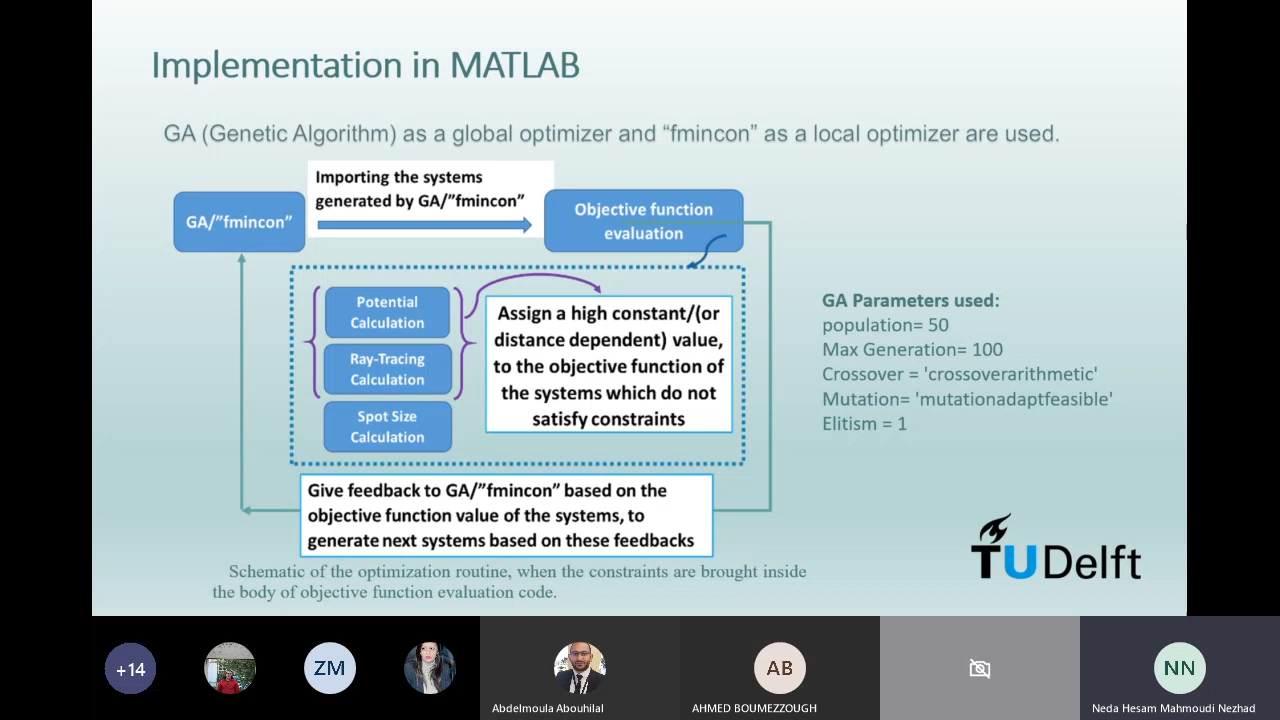 Implementation in MATLAB
GA (Genetic Algorithm) as a global optimizer and “fmincon” as a local optimizer are used.
Importing the systems
generated by GA/”fmincon”
GA/”fmincon”
Objective function
evaluation
Potential
Calculation
Ray-Tracing
Calculation
Spot Size
Calculation
Assign a high constant/(or
distance dependent) value,
to the objective function of
the systems which do not
satisfy constraints
Give feedback to GA/”fmincon” based on the
objective function value of the systems, to
generate next systems based on these feedbacks
Schematic of the optimization routine, when the constraints are brought inside
the body of objective function evaluation code.
GA Parameters used:
population= 50
Max Generation= 100
Crossover = 'crossoverarithmetic'
Mutation= 'mutationadaptfeasible'
Elitism = 1
TUDelft
+14
ZM
AB
NN
Abdelmoula Abouhilal
AHMED BOUMEZZOUGH
Neda Hesam Mahmoudi Nezhad